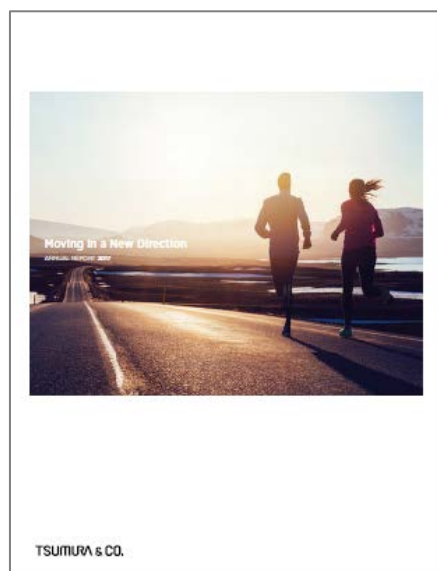 Moving in a New Direction
ANNUAL REPORT 2017
TSUMURA & CO.